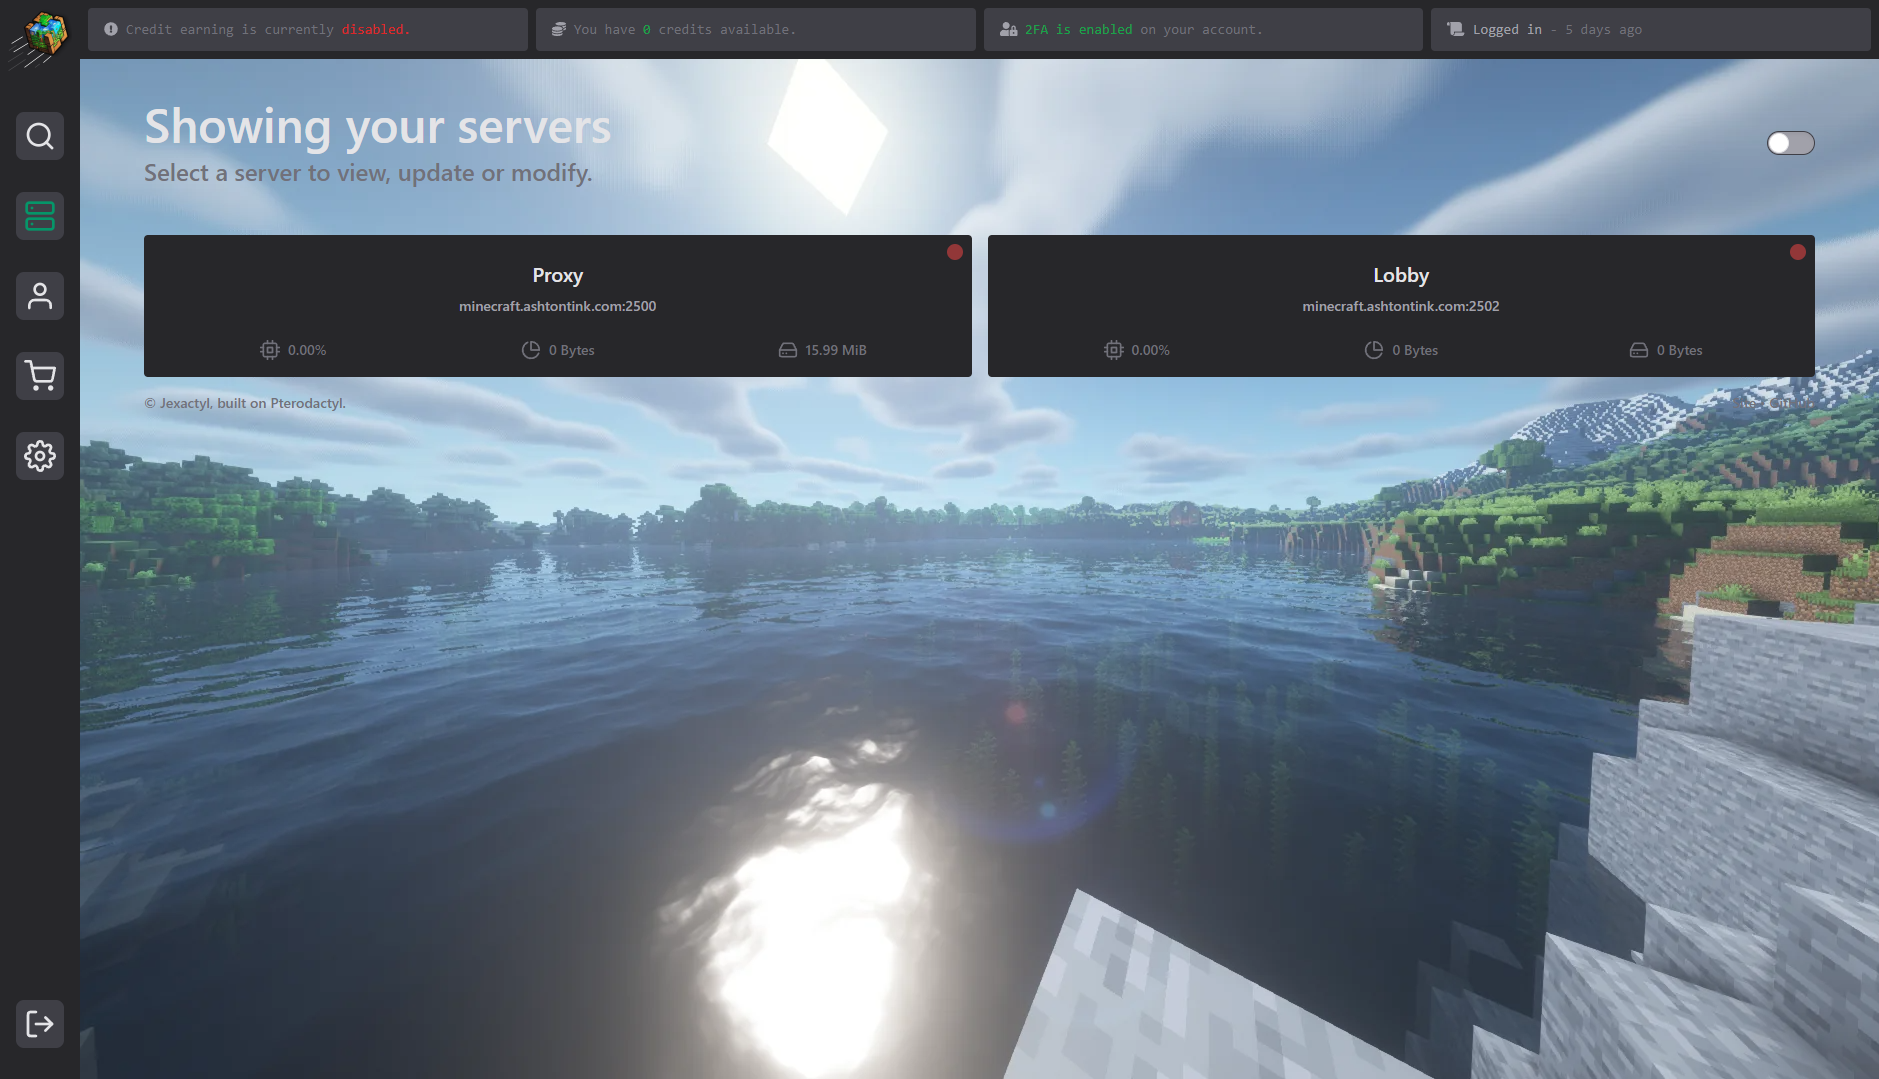 Credit earning is currently disabled.
You have 0 credits available.
2FA is enabled on your account.
Logged in - 5 days ago
Showing your servers
Select a server to view, update or modify.
Proxy
minecraft.ashtontink.com:2500
0.00%
0 Bytes
15.99 MiB
Lobby
minecraft.ashtontink.com:2502
0.00%
0 Bytes
0 Bytes
© Jexactyl, built on Pterodactyl.